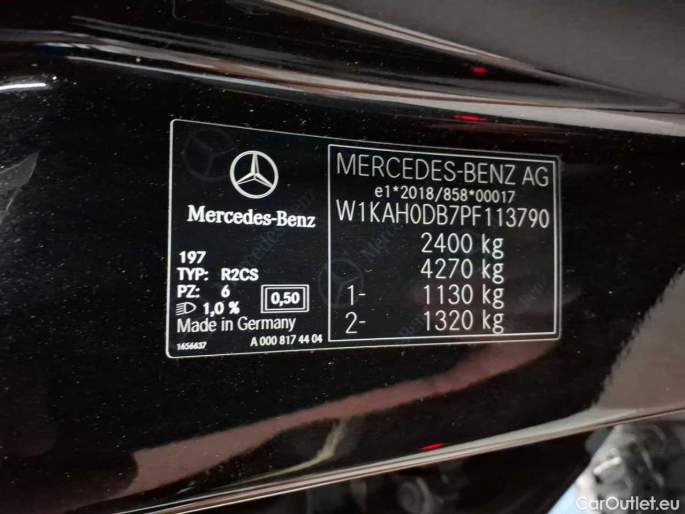 Mercedes-Benz
197
TYP: R2CS
PZ: 6
1,0 %
0,50
Made in Germany
1656637
A 000 817 44 04
MERCEDES-BENZ AG
e1*2018/858*00017
W1KAH0DB7PF113790
2400 kg
4270 kg
1- 1130 kg
2- 1320 kg
CarOutlet.eu